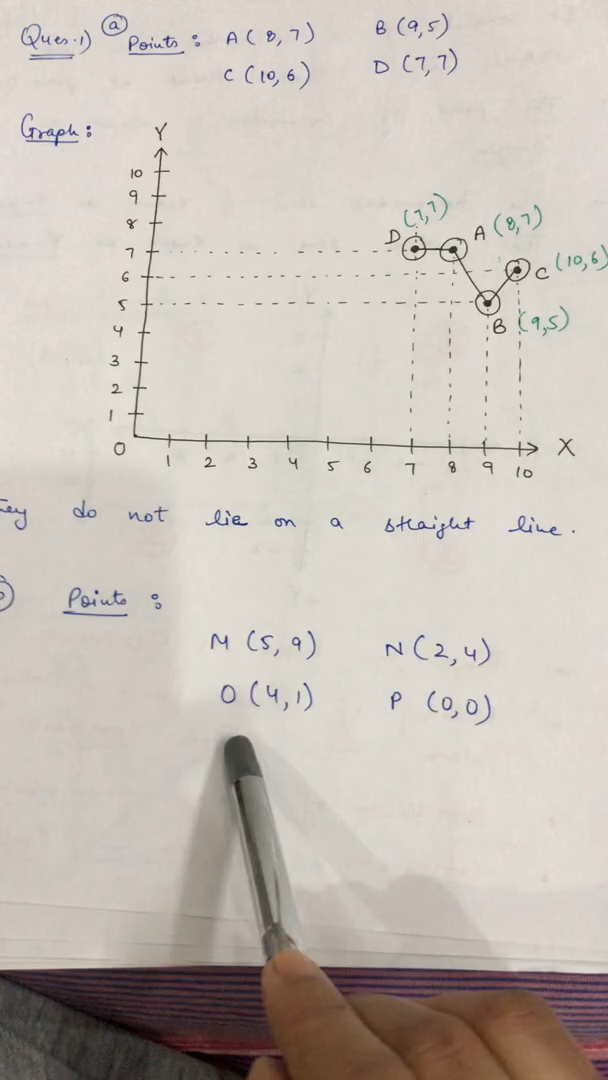 Ques.1) (a) Points : A (8, 7) B (9, 5)
C (10, 6) D (7, 7)
Graph :
Y
10
9
8
7
6
5
4
3
2
1
0
D (7, 7)
A (8, 7)
C (10, 6)
B (9, 5)
1 2 3 4 5 6 7 8 9 10 X
do not lie on a straight line .
Points :
M (5, 9) N (2, 4)
O (4, 1) P (0, 0)